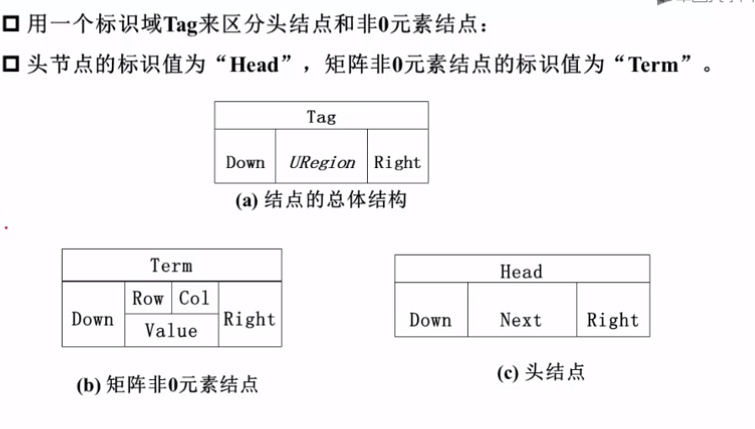 用一个标识域Tag来区分头结点和非0元素结点：
头节点的标识值为“Head”，矩阵非0元素结点的标识值为“Term”。
Tag
Down URegion Right
(a) 结点的总体结构
Term
Row Col
Down Value Right
(b) 矩阵非0元素结点
Head
Down Next Right
(c) 头结点